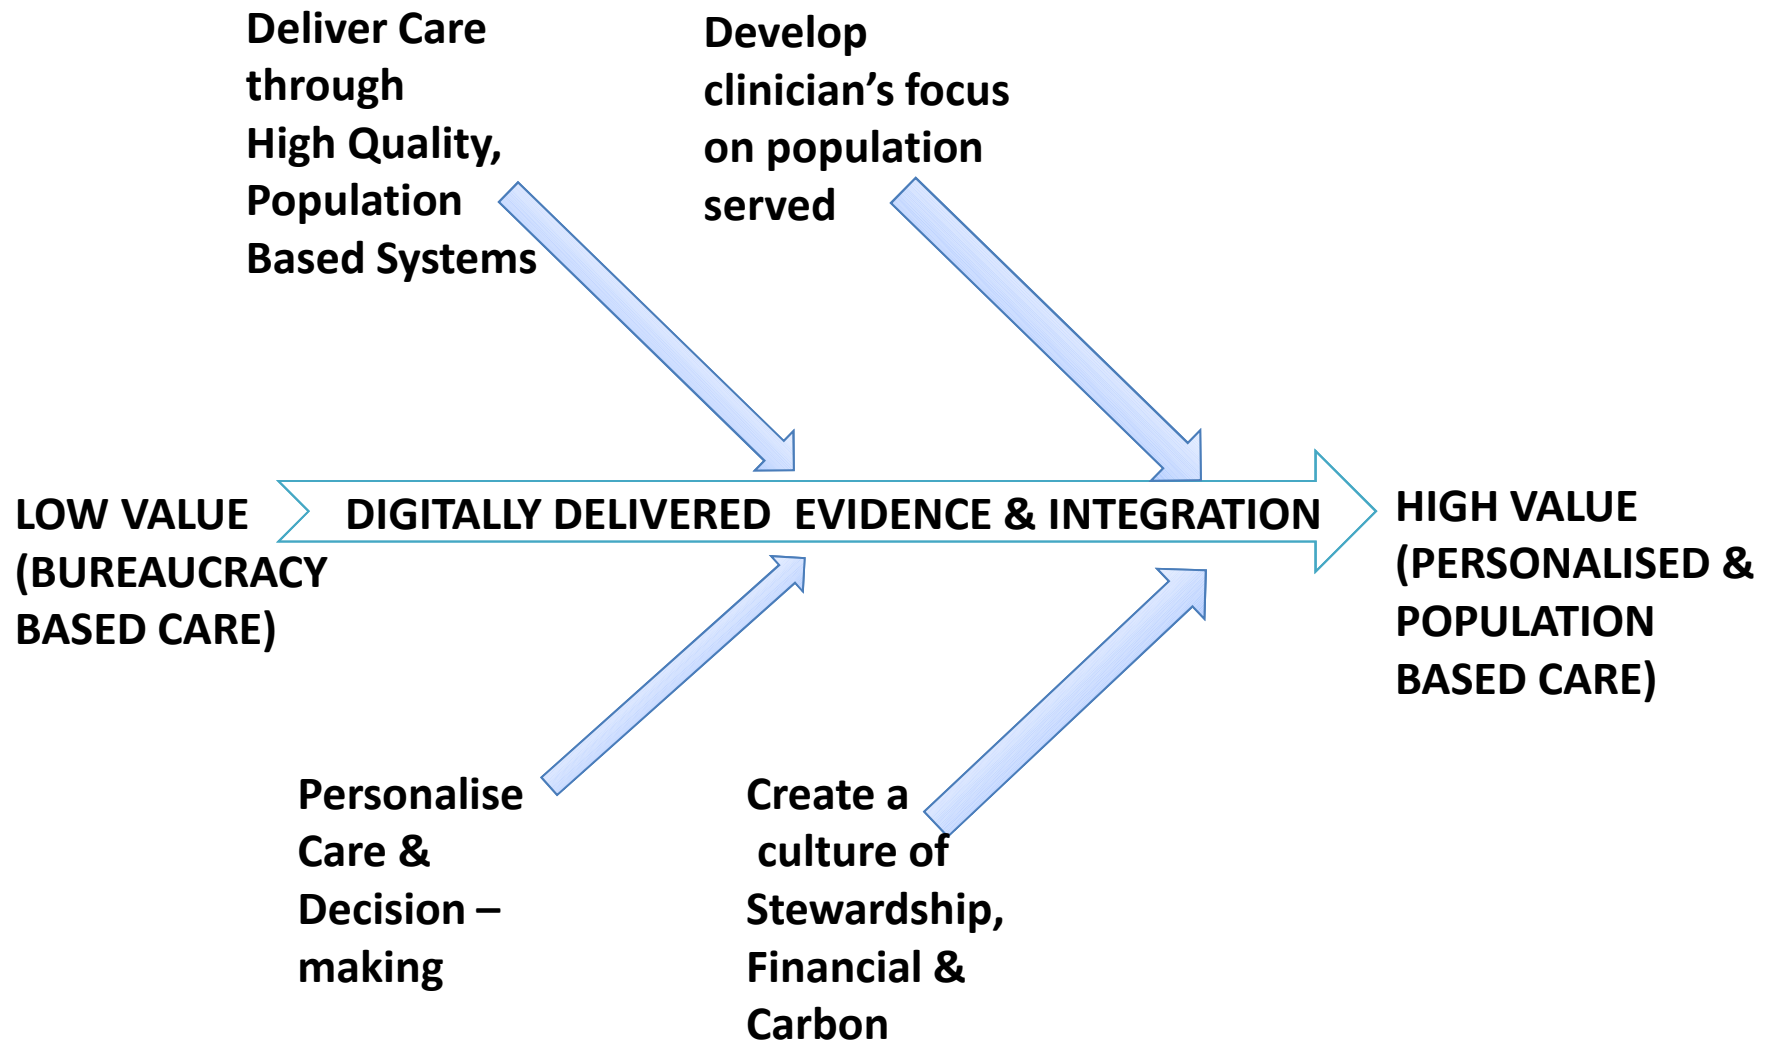 Deliver Care
through
High Quality,
Population
Based Systems
Develop
clinician’s focus
on population
served
LOW VALUE
(BUREAUCRACY
BASED CARE)
DIGITALLY DELIVERED  EVIDENCE & INTEGRATION
HIGH VALUE
(PERSONALISED &
POPULATION
BASED CARE)
Personalise
Care &
Decision –
making
Create a
culture of
Stewardship,
Financial &
Carbon